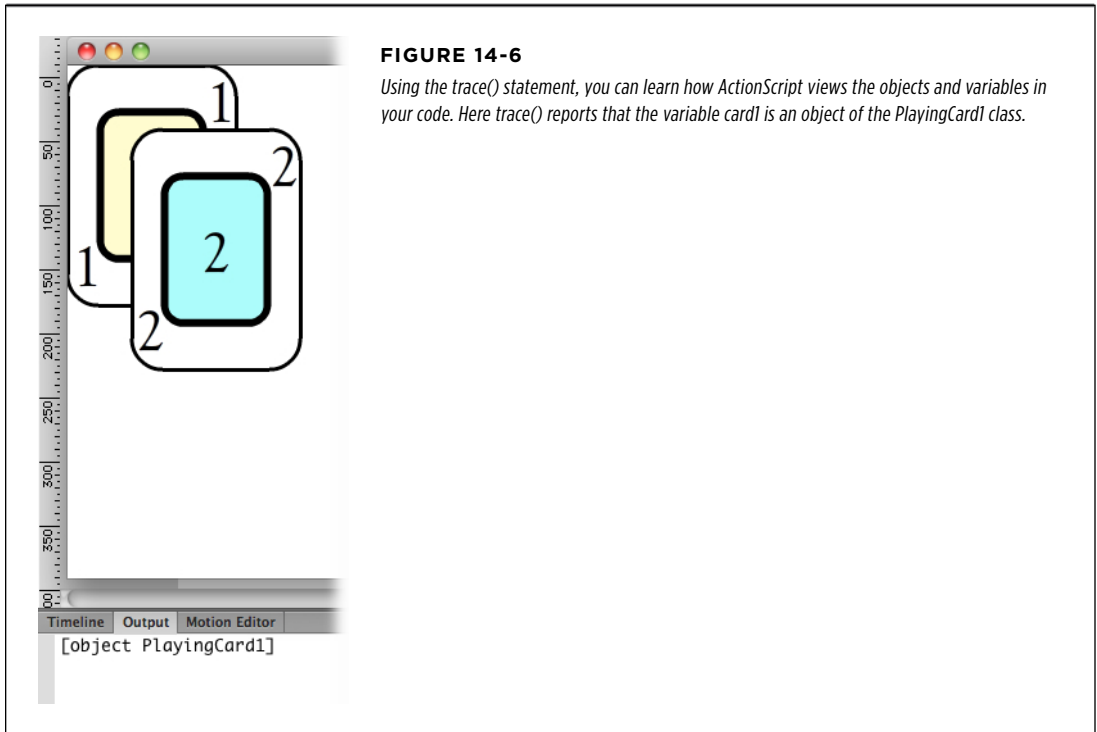 FIGURE 14-6
Using the trace() statement, you can learn how ActionScript views the objects and variables in
your code. Here trace() reports that the variable card1 is an object of the PlayingCard1 class.
0
50
100
150
200
250
300
350
00
1
1
2
2
2
Timeline Output Motion Editor
[object PlayingCard1]